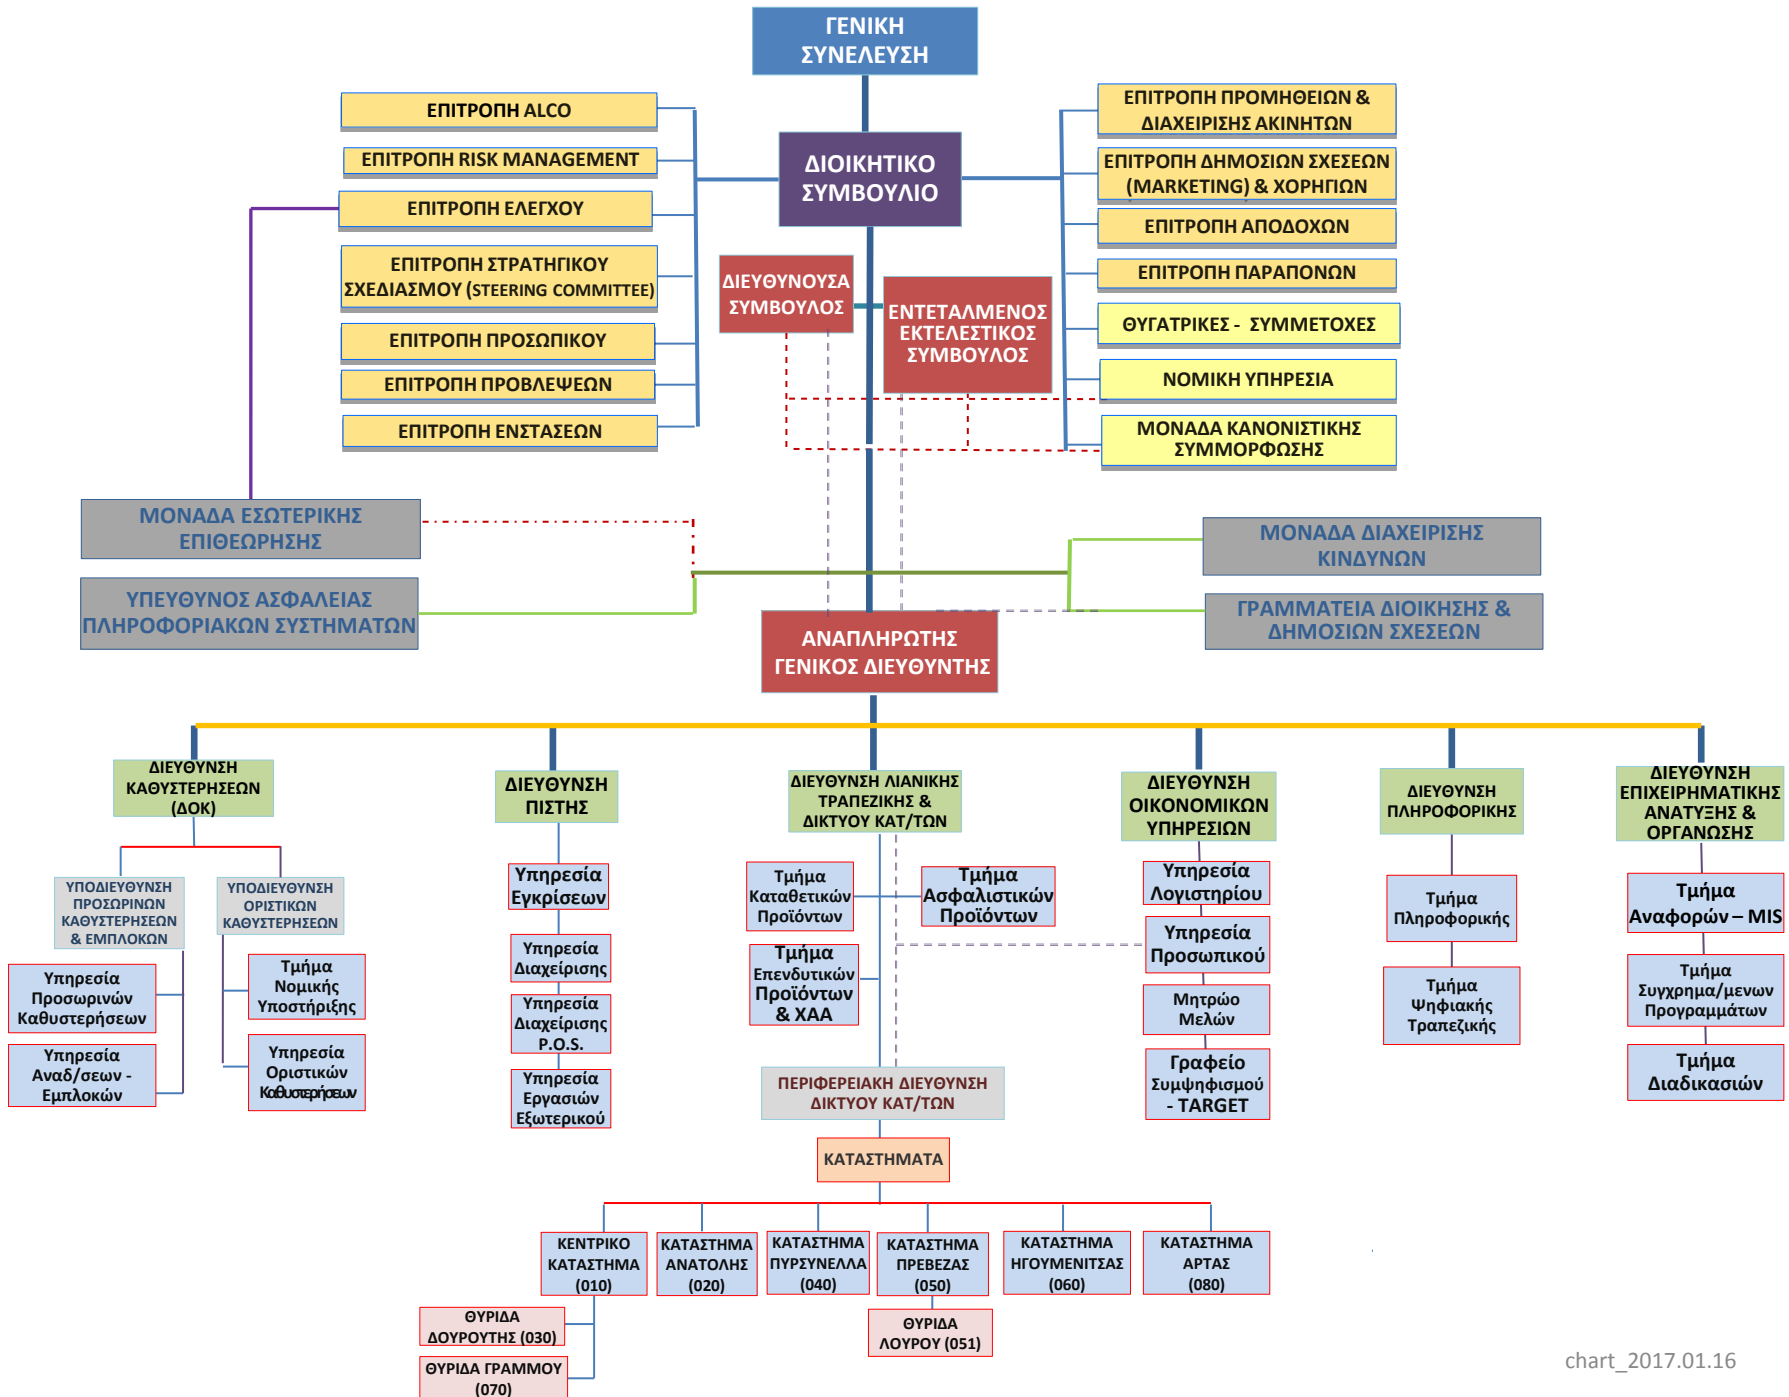 ΓΕΝΙΚΗ
ΣΥΝΕΛΕΥΣΗ
ΕΠΙΤΡΟΠΗ ALCO
ΕΠΙΤΡΟΠΗ RISK MANAGEMENT
ΕΠΙΤΡΟΠΗ ΕΛΕΓΧΟΥ
ΕΠΙΤΡΟΠΗ ΣΤΡΑΤΗΓΙΚΟΥ
ΣΧΕΔΙΑΣΜΟΥ (STEERING COMMITTEE)
ΕΠΙΤΡΟΠΗ ΠΡΟΣΩΠΙΚΟΥ
ΕΠΙΤΡΟΠΗ ΠΡΟΒΛΕΨΕΩΝ
ΕΠΙΤΡΟΠΗ ΕΝΣΤΑΣΕΩΝ
ΔΙΟΙΚΗΤΙΚΟ
ΣΥΜΒΟΥΛΙΟ
ΕΠΙΤΡΟΠΗ ΠΡΟΜΗΘΕΙΩΝ &
ΔΙΑΧΕΙΡΙΣΗΣ ΑΚΙΝΗΤΩΝ
ΕΠΙΤΡΟΠΗ ΔΗΜΟΣΙΩΝ ΣΧΕΣΕΩΝ
(MARKETING) & ΧΟΡΗΓΙΩΝ
ΕΠΙΤΡΟΠΗ ΑΠΟΔΟΧΩΝ
ΕΠΙΤΡΟΠΗ ΠΑΡΑΠΟΝΩΝ
ΘΥΓΑΤΡΙΚΕΣ - ΣΥΜΜΕΤΟΧΕΣ
ΝΟΜΙΚΗ ΥΠΗΡΕΣΙΑ
ΜΟΝΑΔΑ ΚΑΝΟΝΙΣΤΙΚΗΣ
ΣΥΜΜΟΡΦΩΣΗΣ
ΔΙΕΥΘΥΝΟΥΣΑ
ΣΥΜΒΟΥΛΟΣ
ΕΝΤΕΤΑΛΜΕΝΟΣ
ΕΚΤΕΛΕΣΤΙΚΟΣ
ΣΥΜΒΟΥΛΟΣ
ΜΟΝΑΔΑ ΕΣΩΤΕΡΙΚΗΣ
ΕΠΙΘΕΩΡΗΣΗΣ
ΥΠΕΥΘΥΝΟΣ ΑΣΦΑΛΕΙΑΣ
ΠΛΗΡΟΦΟΡΙΑΚΩΝ ΣΥΣΤΗΜΑΤΩΝ
ΜΟΝΑΔΑ ΔΙΑΧΕΙΡΙΣΗΣ
ΚΙΝΔΥΝΩΝ
ΓΡΑΜΜΑΤΕΙΑ ΔΙΟΙΚΗΣΗΣ &
ΔΗΜΟΣΙΩΝ ΣΧΕΣΕΩΝ
ΑΝΑΠΛΗΡΩΤΗΣ
ΓΕΝΙΚΟΣ ΔΙΕΥΘΥΝΤΗΣ
ΔΙΕΥΘΥΝΣΗ
ΚΑΘΥΣΤΕΡΗΣΕΩΝ
(ΔΟΚ)
ΥΠΟΔΙΕΥΘΥΝΣΗ
ΠΡΟΣΩΡΙΝΩΝ
ΚΑΘΥΣΤΕΡΗΣΕΩΝ
& ΕΜΠΛΟΚΩΝ
Υπηρεσία
Προσωρινών
Καθυστερήσεων
Υπηρεσία
Αναδ/σεων -
Εμπλοκών
ΥΠΟΔΙΕΥΘΥΝΣΗ
ΟΡΙΣΤΙΚΩΝ
ΚΑΘΥΣΤΕΡΗΣΕΩΝ
Τμήμα
Νομικής
Υποστήριξης
Υπηρεσία
Οριστικών
Καθυστερήσεων
ΔΙΕΥΘΥΝΣΗ
ΠΙΣΤΗΣ
Υπηρεσία
Εγκρίσεων
Υπηρεσία
Διαχείρισης
Υπηρεσία
Διαχείρισης
P.O.S.
Υπηρεσία
Εργασιών
Εξωτερικού
ΔΙΕΥΘΥΝΣΗ ΛΙΑΝΙΚΗΣ
ΤΡΑΠΕΖΙΚΗΣ &
ΔΙΚΤΥΟΥ ΚΑΤ/ΤΩΝ
Τμήμα
Καταθετικών
Προϊόντων
Τμήμα
Ασφαλιστικών
Προϊόντων
Τμήμα
Επενδυτικών
Προϊόντων
& ΧΑΑ
ΠΕΡΙΦΕΡΕΙΑΚΗ ΔΙΕΥΘΥΝΣΗ
ΔΙΚΤΥΟΥ ΚΑΤ/ΤΩΝ
ΚΑΤΑΣΤΗΜΑΤΑ
ΚΕΝΤΡΙΚΟ
ΚΑΤΑΣΤΗΜΑ
(010)
ΚΑΤΑΣΤΗΜΑ
ΑΝΑΤΟΛΗΣ
(020)
ΚΑΤΑΣΤΗΜΑ
ΠΥΡΣΥΝΕΛΛΑ
(040)
ΚΑΤΑΣΤΗΜΑ
ΠΡΕΒΕΖΑΣ
(050)
ΚΑΤΑΣΤΗΜΑ
ΗΓΟΥΜΕΝΙΤΣΑΣ
(060)
ΚΑΤΑΣΤΗΜΑ
ΑΡΤΑΣ
(080)
ΘΥΡΙΔΑ
ΔΟΥΡΟΥΤΗΣ (030)
ΘΥΡΙΔΑ ΓΡΑΜΜΟΥ
(070)
ΘΥΡΙΔΑ
ΛΟΥΡΟΥ (051)
ΔΙΕΥΘΥΝΣΗ
ΟΙΚΟΝΟΜΙΚΩΝ
ΥΠΗΡΕΣΙΩΝ
Υπηρεσία
Λογιστηρίου
Υπηρεσία
Προσωπικού
Μητρώο
Μελών
Γραφείο
Συμψηφισμού
- TARGET
ΔΙΕΥΘΥΝΣΗ
ΠΛΗΡΟΦΟΡΙΚΗΣ
Τμήμα
Πληροφορικής
Τμήμα
Ψηφιακής
Τραπεζικής
ΔΙΕΥΘΥΝΣΗ
ΕΠΙΧΕΙΡΗΜΑΤΙΚΗΣ
ΑΝΑΤΥΞΗΣ &
ΟΡΓΑΝΩΣΗΣ
Τμήμα
Αναφορών – MIS
Τμήμα
Συγχρημα/μενων
Προγραμμάτων
Τμήμα
Διαδικασιών
chart_2017.01.16